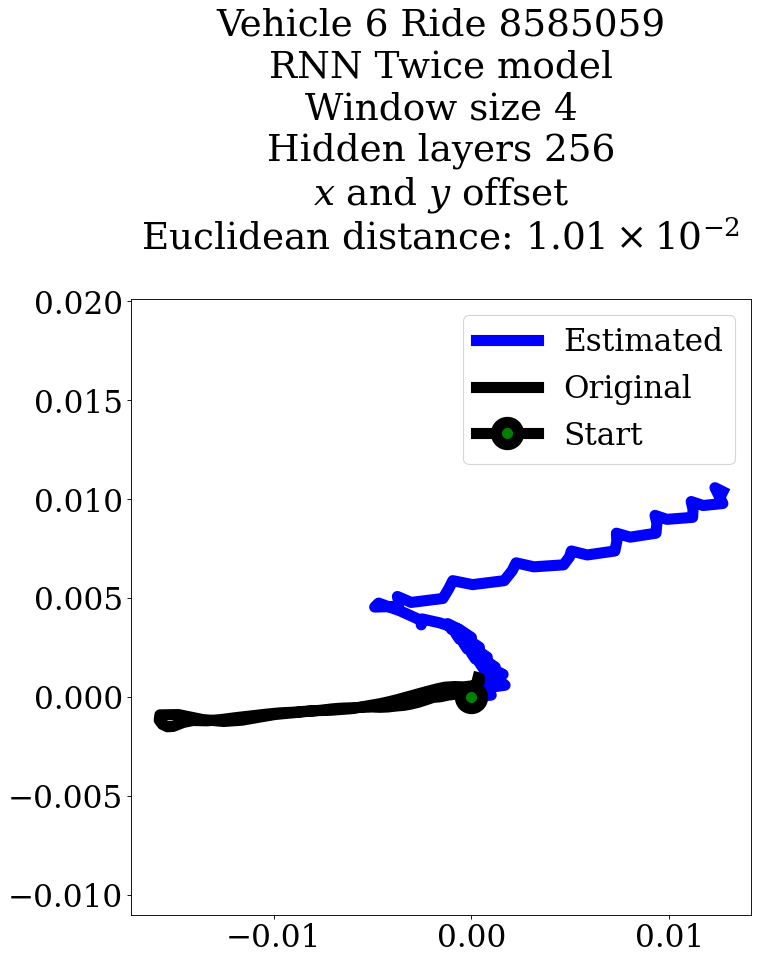 Vehicle 6 Ride 8585059
RNN Twice model
Window size 4
Hidden layers 256
x and y offset
Euclidean distance: 1.01 × 10⁻²
Estimated
Original
Start
0.020
0.015
0.010
0.005
0.000
−0.005
−0.010
−0.01 0.00 0.01